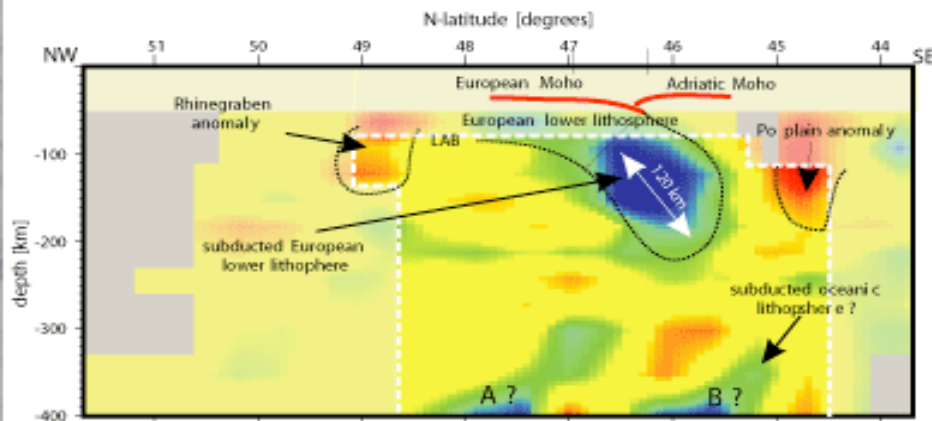 N-latitude [degrees]
NW 51 50 49 48 47 46 45 44 SE
European Moho Adriatic Moho
Rhinegraben
anomaly
European lower lithosphere
LAB
Po plain anomaly
-100
120 km
-200
subducted European
lower lithophere
depth [km]
subducted oceanic
lithopshere ?
-300
A ? B ?
-400